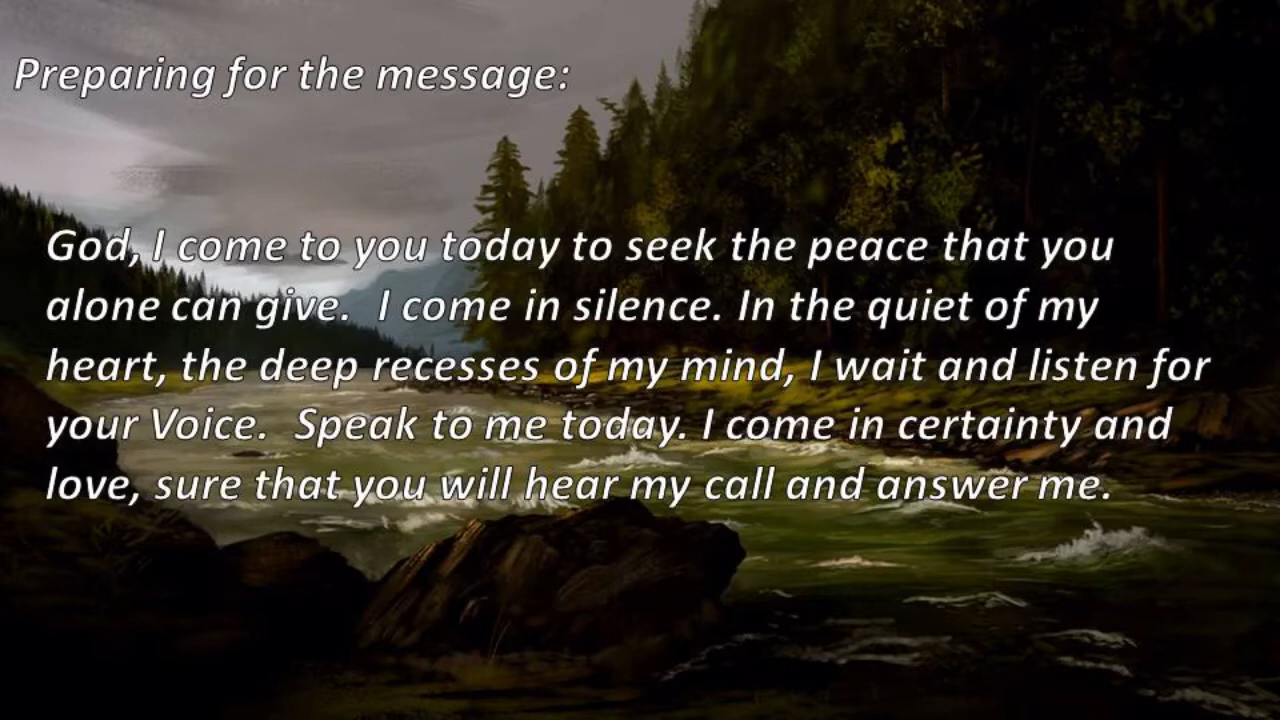 Preparing for the message:
God, I come to you today to seek the peace that you
alone can give.  I come in silence. In the quiet of my
heart, the deep recesses of my mind, I wait and listen for
your Voice.  Speak to me today. I come in certainty and
love, sure that you will hear my call and answer me.